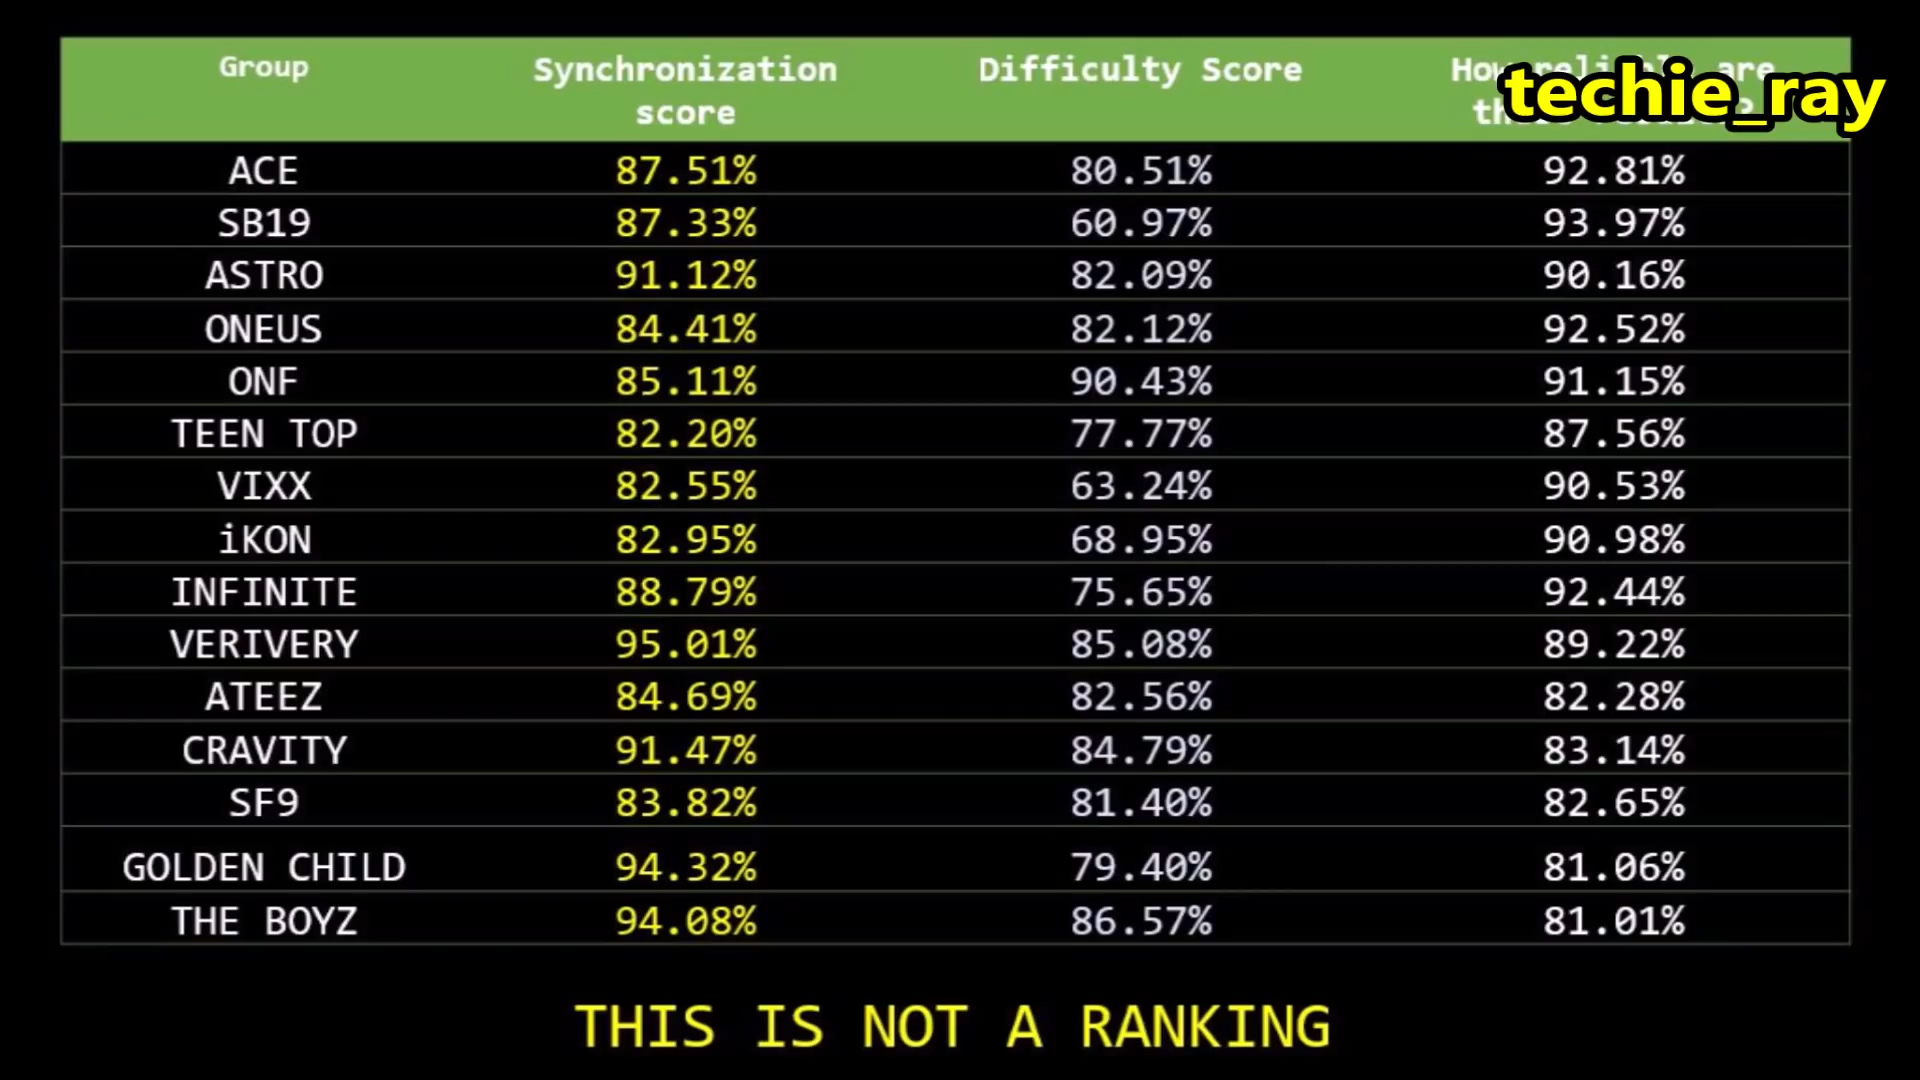 Group Synchronization score Difficulty Score are
techie_ray
ACE 87.51% 80.51% 92.81%
SB19 87.33% 60.97% 93.97%
ASTRO 91.12% 82.09% 90.16%
ONEUS 84.41% 82.12% 92.52%
ONF 85.11% 90.43% 91.15%
TEEN TOP 82.20% 77.77% 87.56%
VIXX 82.55% 63.24% 90.53%
iKON 82.95% 68.95% 90.98%
INFINITE 88.79% 75.65% 92.44%
VERIVERY 95.01% 85.08% 89.22%
ATEEZ 84.69% 82.56% 82.28%
CRAVITY 91.47% 84.79% 83.14%
SF9 83.82% 81.40% 82.65%
GOLDEN CHILD 94.32% 79.40% 81.06%
THE BOYZ 94.08% 86.57% 81.01%
THIS IS NOT A RANKING